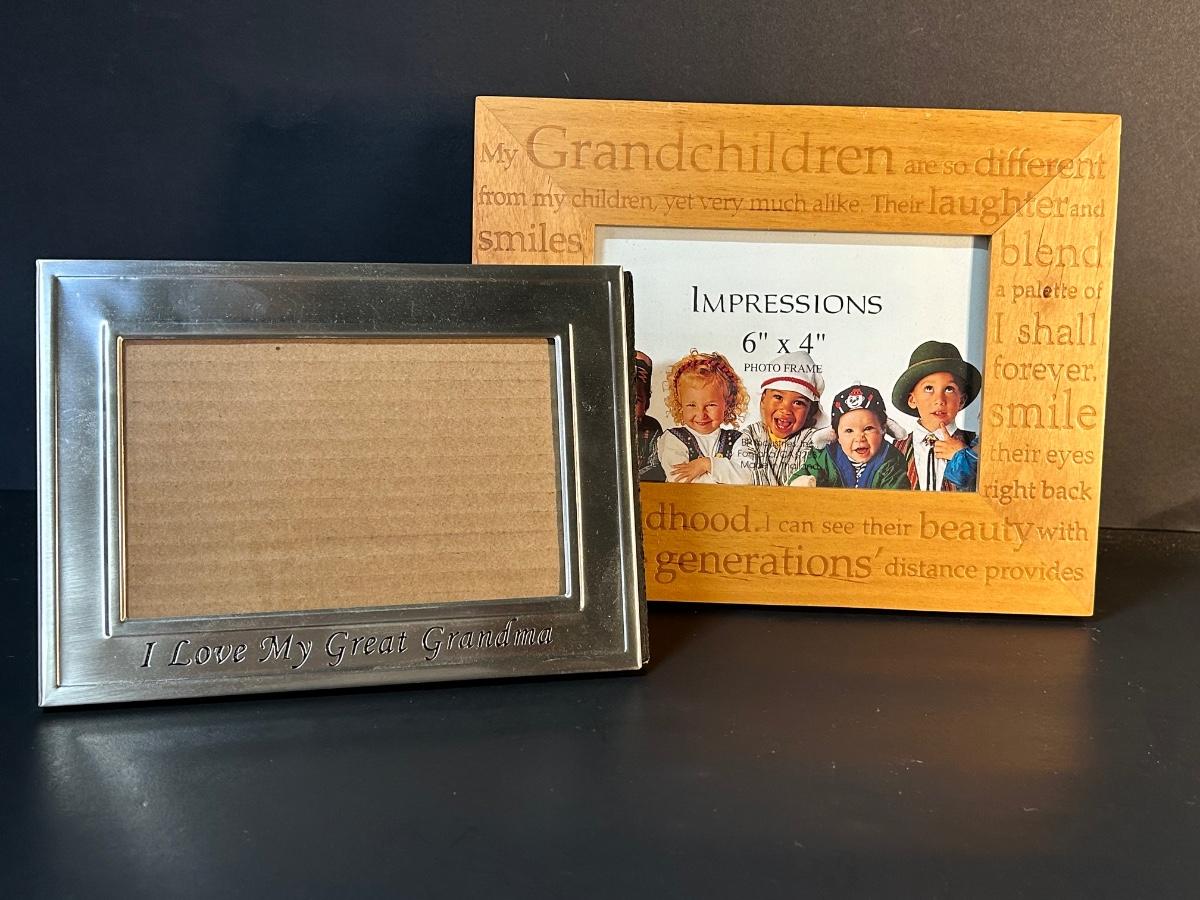 My Grandchildren are so different
from my children, yet very much alike. Their laughter and
smiles
blend
a palette of
I shall
forever,
smile
their eyes
right back
dhood. I can see their beauty with
generations' distance provides
IMPRESSIONS
6" x 4"
PHOTO FRAME
I Love My Great Grandma